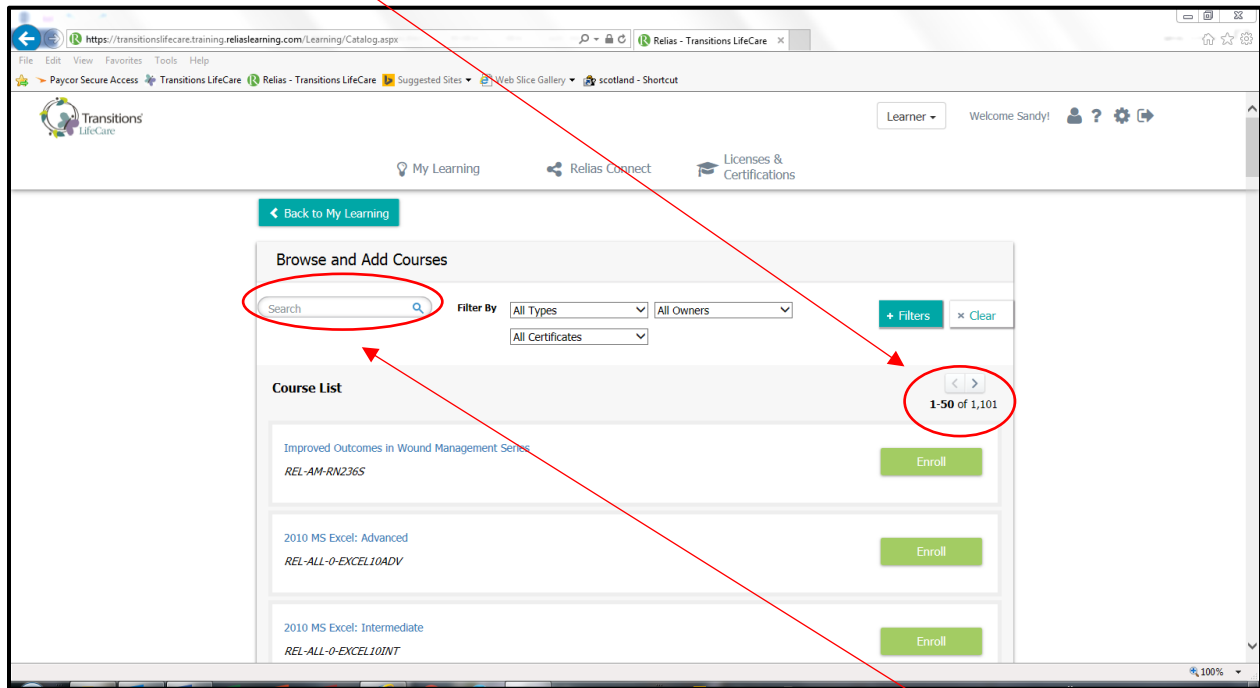 https://transitionslifecare.training.reliaslearning.com/Learning/Catalog.aspx
Relias - Transitions LifeCare
File Edit View Favorites Tools Help
Paycor Secure Access Transitions LifeCare Relias - Transitions LifeCare Suggested Sites Web Slice Gallery scotland - Shortcut
Transitions
LifeCare
Learner
Welcome Sandy!
My Learning
Relias Connect
Licenses &
Certifications
Back to My Learning
Browse and Add Courses
Search
Filter By All Types All Owners
+ Filters × Clear
All Certificates
Course List
1-50 of 1,101
Improved Outcomes in Wound Management Series
REL-AM-RN236S
Enroll
2010 MS Excel: Advanced
REL-ALL-0-EXCEL10ADV
Enroll
2010 MS Excel: Intermediate
REL-ALL-0-EXCEL10INT
Enroll
100%